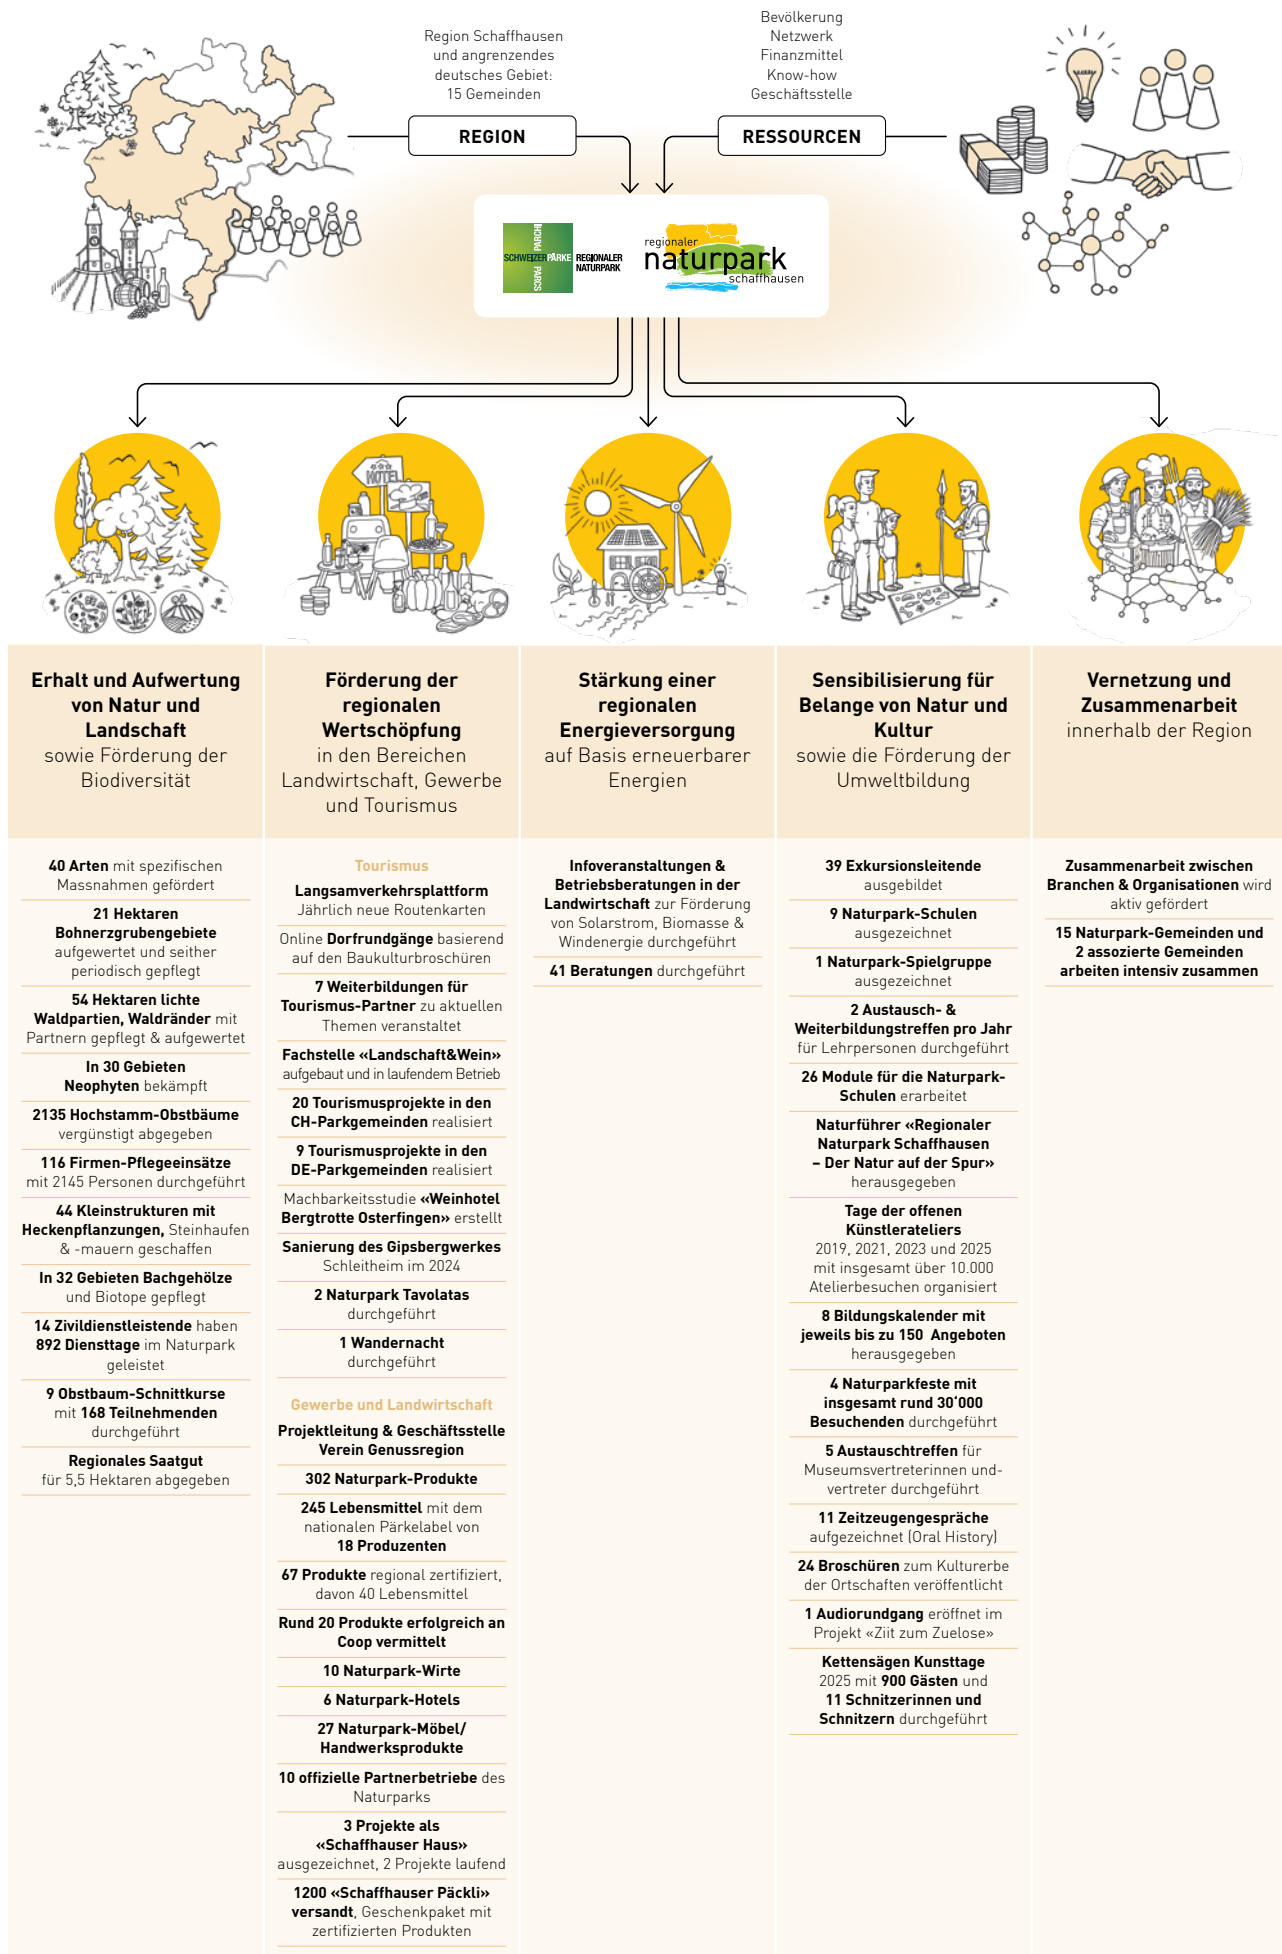 Region Schaffhausen
und angrenzendes
deutsches Gebiet:
15 Gemeinden
REGION
Bevölkerung
Netzwerk
Finanzmittel
Know-how
Geschäftsstelle
RESSOURCEN
SCHWEIZER PÄRKE
PARCS PARCHI
REGIONALER
NATURPARK
regionaler
naturpark
schaffhausen
HOTEL
Erhalt und Aufwertung
von Natur und
Landschaft
sowie Förderung der
Biodiversität
40 Arten mit spezifischen
Massnahmen gefördert
21 Hektaren
Bohnerzgrubengebiete
aufgewertet und seither
periodisch gepflegt
54 Hektaren lichte
Waldpartien, Waldränder mit
Partnern gepflegt & aufgewertet
In 30 Gebieten
Neophyten bekämpft
2135 Hochstamm-Obstbäume
vergünstigt abgegeben
116 Firmen-Pflegeeinsätze
mit 2145 Personen durchgeführt
44 Kleinstrukturen mit
Heckenpflanzungen, Steinhaufen
& -mauern geschaffen
In 32 Gebieten Bachgehölze
und Biotope gepflegt
14 Zivildienstleistende haben
892 Diensttage im Naturpark
geleistet
9 Obstbaum-Schnittkurse
mit 168 Teilnehmenden
durchgeführt
Regionales Saatgut
für 5,5 Hektaren abgegeben
Förderung der
regionalen
Wertschöpfung
in den Bereichen
Landwirtschaft, Gewerbe
und Tourismus
Tourismus
Langsamverkehrsplattform
Jährlich neue Routenkarten
Online Dorfrundgänge basierend
auf den Baukulturbroschüren
7 Weiterbildungen für
Tourismus-Partner zu aktuellen
Themen veranstaltet
Fachstelle «Landschaft&Wein»
aufgebaut und in laufendem Betrieb
20 Tourismusprojekte in den
CH-Parkgemeinden realisiert
9 Tourismusprojekte in den
DE-Parkgemeinden realisiert
Machbarkeitsstudie «Weinhotel
Bergtrotte Osterfingen» erstellt
Sanierung des Gipsbergwerkes
Schleitheim im 2024
2 Naturpark Tavolatas
durchgeführt
1 Wandernacht
durchgeführt
Gewerbe und Landwirtschaft
Projektleitung & Geschäftsstelle
Verein Genussregion
302 Naturpark-Produkte
245 Lebensmittel mit dem
nationalen Pärkelabel von
18 Produzenten
67 Produkte regional zertifiziert,
davon 40 Lebensmittel
Rund 20 Produkte erfolgreich an
Coop vermittelt
10 Naturpark-Wirte
6 Naturpark-Hotels
27 Naturpark-Möbel/
Handwerksprodukte
10 offizielle Partnerbetriebe des
Naturparks
3 Projekte als
«Schaffhauser Haus»
ausgezeichnet, 2 Projekte laufend
1200 «Schaffhauser Päckli»
versandt, Geschenkpaket mit
zertifizierten Produkten
Stärkung einer
regionalen
Energieversorgung
auf Basis erneuerbarer
Energien
Infoveranstaltungen &
Betriebsberatungen in der
Landwirtschaft zur Förderung
von Solarstrom, Biomasse &
Windenergie durchgeführt
41 Beratungen durchgeführt
Sensibilisierung für
Belange von Natur und
Kultur
sowie die Förderung der
Umweltbildung
39 Exkursionsleitende
ausgebildet
9 Naturpark-Schulen
ausgezeichnet
1 Naturpark-Spielgruppe
ausgezeichnet
2 Austausch- &
Weiterbildungstreffen pro Jahr
für Lehrpersonen durchgeführt
26 Module für die Naturpark-
Schulen erarbeitet
Naturführer «Regionaler
Naturpark Schaffhausen
– Der Natur auf der Spur»
herausgegeben
Tage der offenen
Künstlerateliers
2019, 2021, 2023 und 2025
mit insgesamt über 10.000
Atelierbesuchen organisiert
8 Bildungskalender mit
jeweils bis zu 150 Angeboten
herausgegeben
4 Naturparkfeste mit
insgesamt rund 30‘000
Besuchenden durchgeführt
5 Austauschtreffen für
Museumsvertreterinnen und-
vertreter durchgeführt
11 Zeitzeugengespräche
aufgezeichnet (Oral History)
24 Broschüren zum Kulturerbe
der Ortschaften veröffentlicht
1 Audiorundgang eröffnet im
Projekt «Ziit zum Zuelose»
Kettensägen Kunsttage
2025 mit 900 Gästen und
11 Schnitzerinnen und
Schnitzern durchgeführt
Vernetzung und
Zusammenarbeit
innerhalb der Region
Zusammenarbeit zwischen
Branchen & Organisationen wird
aktiv gefördert
15 Naturpark-Gemeinden und
2 assozierte Gemeinden
arbeiten intensiv zusammen